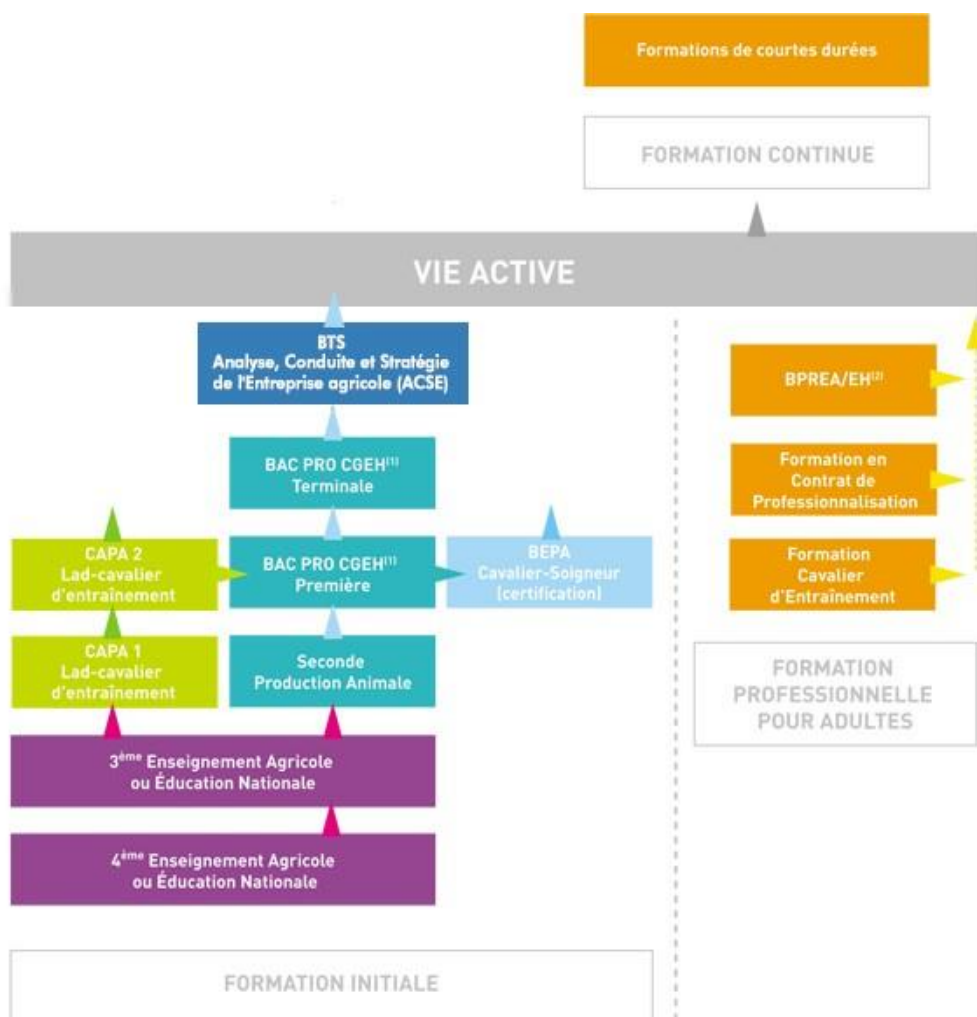 Formations de courtes durées
FORMATION CONTINUE
VIE ACTIVE
BTS
Analyse, Conduite et Stratégie
de l'Entreprise agricole (ACSE)
BPREA/EH(2)
BAC PRO CGEH(1)
Terminale
Formation en
Contrat de
Professionnalisation
CAPA 2
Lad-cavalier
d'entraînement
BAC PRO CGEH(1)
Première
BEPA
Cavalier-Soigneur
(certification)
Formation
Cavalier
d'Entraînement
CAPA 1
Lad-cavalier
d'entraînement
Seconde
Production Animale
FORMATION
PROFESSIONNELLE
POUR ADULTES
3ème Enseignement Agricole
ou Éducation Nationale
4ème Enseignement Agricole
ou Éducation Nationale
FORMATION INITIALE